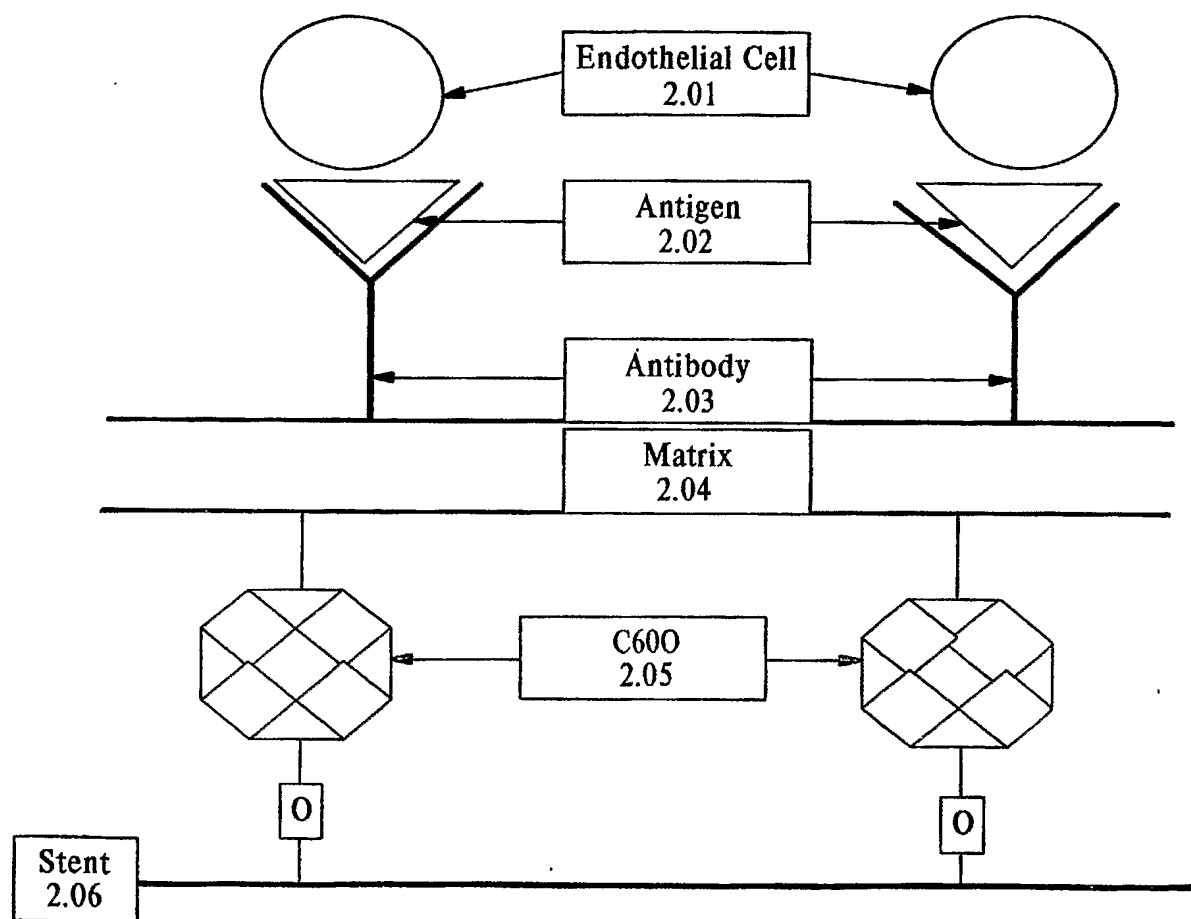 Endothelial Cell
2.01
Antigen
2.02
Antibody
2.03
Matrix
2.04
C60O
2.05
O
O
Stent
2.06